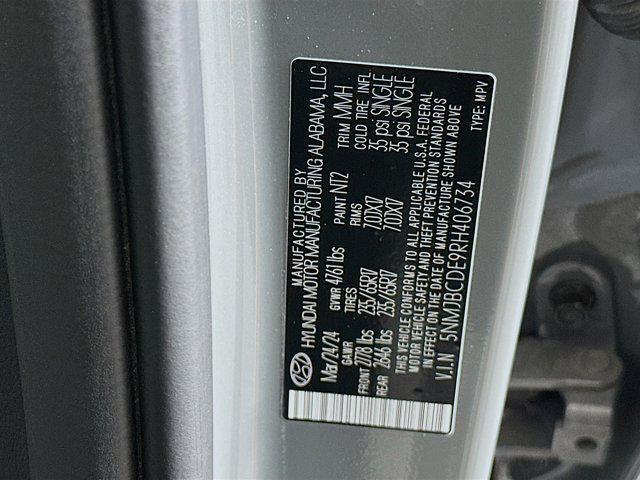 MANUFACTURED BY
HYUNDAI MOTOR MANUFACTURING ALABAMA, LLC
Mar/24/24 GVWR 4761 lbs PAINT NT2 TRIM MMH
GAWR TIRES RIMS COLD TIRE INFL
FRONT 2778 lbs 235/65R17 7.0JX17 35 psi SINGLE
REAR 2646 lbs 235/65R17 7.0JX17 35 psi SINGLE
THIS VEHICLE CONFORMS TO ALL APPLICABLE U.S.A. FEDERAL
MOTOR VEHICLE SAFETY AND THEFT PREVENTION STANDARDS
IN EFFECT ON THE DATE OF MANUFACTURE SHOWN ABOVE
V.I.N 5NMJBCDE9RH406734 TYPE: MPV